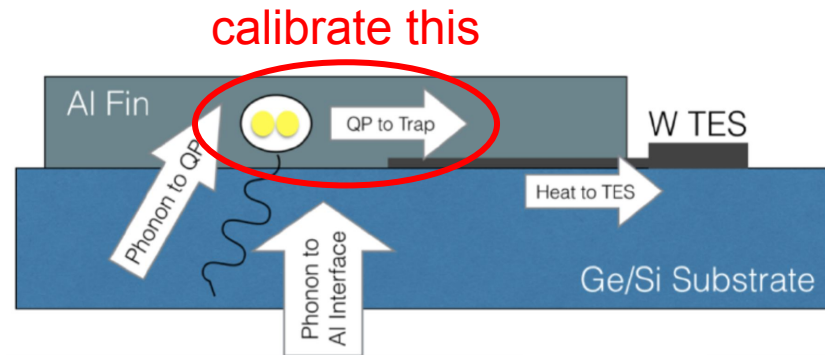 calibrate this
Al Fin
QP to Trap
W TES
Phonon to QP
Heat to TES
Phonon to
Al Interface
Ge/Si Substrate